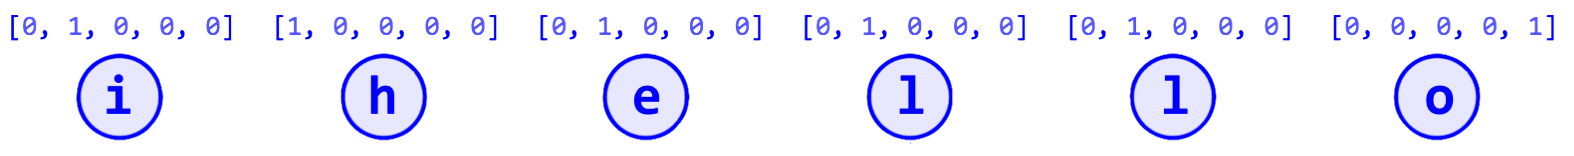 [0, 1, 0, 0, 0] [1, 0, 0, 0, 0] [0, 1, 0, 0, 0] [0, 1, 0, 0, 0] [0, 1, 0, 0, 0] [0, 0, 0, 0, 1]
i h e l l o